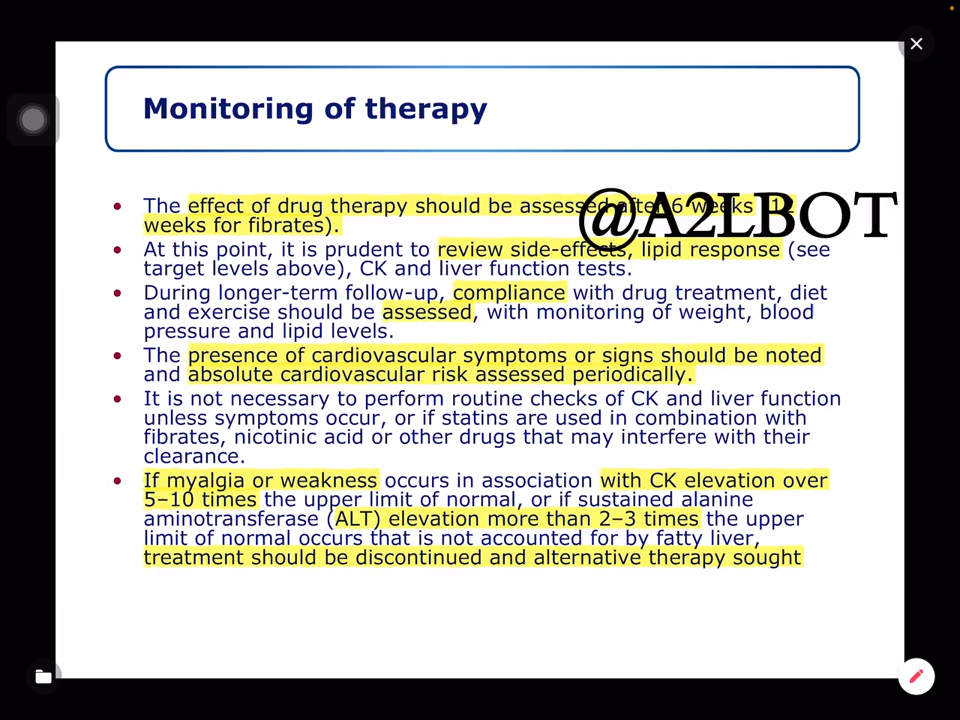 Monitoring of therapy
@A2LBOT
• The effect of drug therapy should be assessed after 6 weeks (12
weeks for fibrates).
• At this point, it is prudent to review side-effects, lipid response (see
target levels above), CK and liver function tests.
• During longer-term follow-up, compliance with drug treatment, diet
and exercise should be assessed, with monitoring of weight, blood
pressure and lipid levels.
• The presence of cardiovascular symptoms or signs should be noted
and absolute cardiovascular risk assessed periodically.
• It is not necessary to perform routine checks of CK and liver function
unless symptoms occur, or if statins are used in combination with
fibrates, nicotinic acid or other drugs that may interfere with their
clearance.
• If myalgia or weakness occurs in association with CK elevation over
5–10 times the upper limit of normal, or if sustained alanine
aminotransferase (ALT) elevation more than 2–3 times the upper
limit of normal occurs that is not accounted for by fatty liver,
treatment should be discontinued and alternative therapy sought